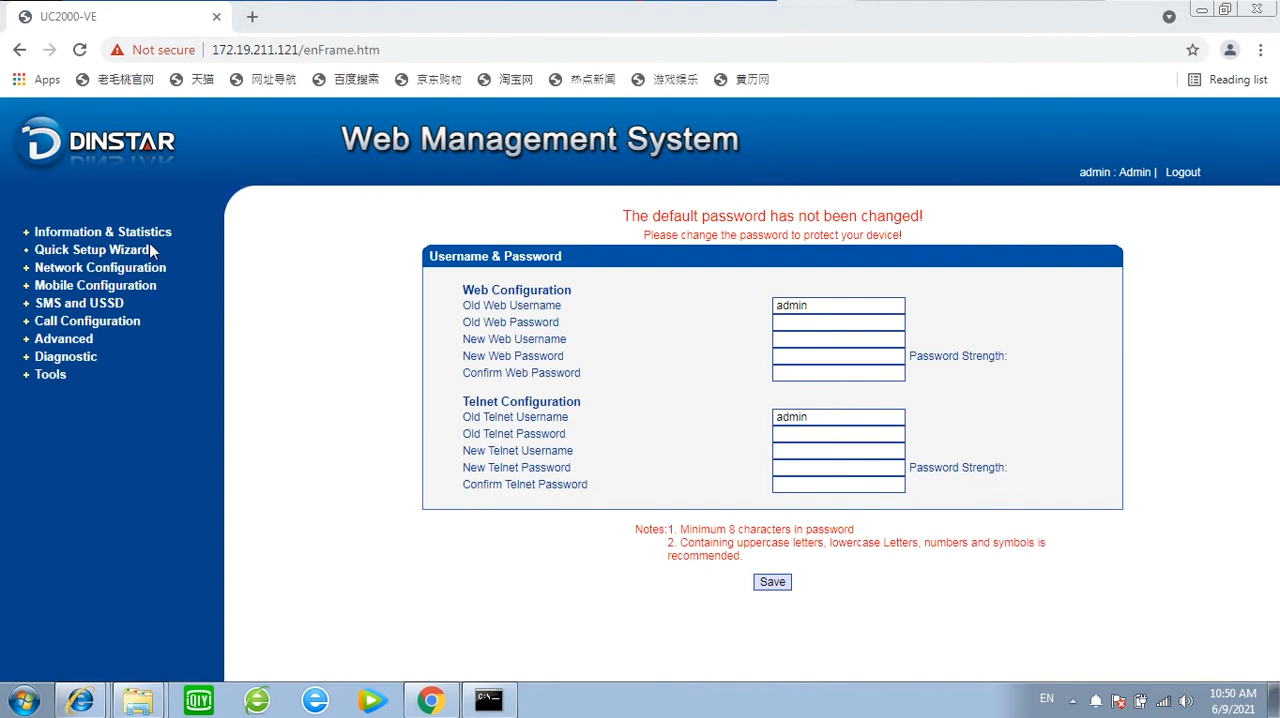 UC2000-VE
Not secure 172.19.211.121/enFrame.htm
Apps 老毛桃官网 天猫 网址导航 百度搜索 京东购物 淘宝网 热点新闻 游戏娱乐 黄历网 Reading list
DINSTAR
Web Management System
admin : Admin | Logout
Information & Statistics
Quick Setup Wizard
Network Configuration
Mobile Configuration
SMS and USSD
Call Configuration
Advanced
Diagnostic
Tools
The default password has not been changed!
Please change the password to protect your device!
Username & Password
Web Configuration
Old Web Username admin
Old Web Password
New Web Username
New Web Password Password Strength:
Confirm Web Password
Telnet Configuration
Old Telnet Username admin
Old Telnet Password
New Telnet Username
New Telnet Password Password Strength:
Confirm Telnet Password
Notes:1. Minimum 8 characters in password
2. Containing uppercase letters, lowercase Letters, numbers and symbols is
recommended.
Save
QIYI
C:\
EN
10:50 AM
6/9/2021